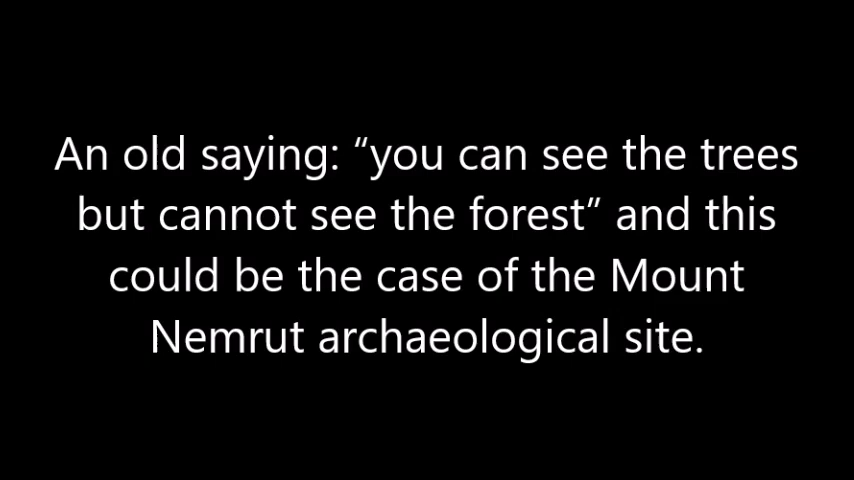 An old saying: “you can see the trees
but cannot see the forest” and this
could be the case of the Mount
Nemrut archaeological site.